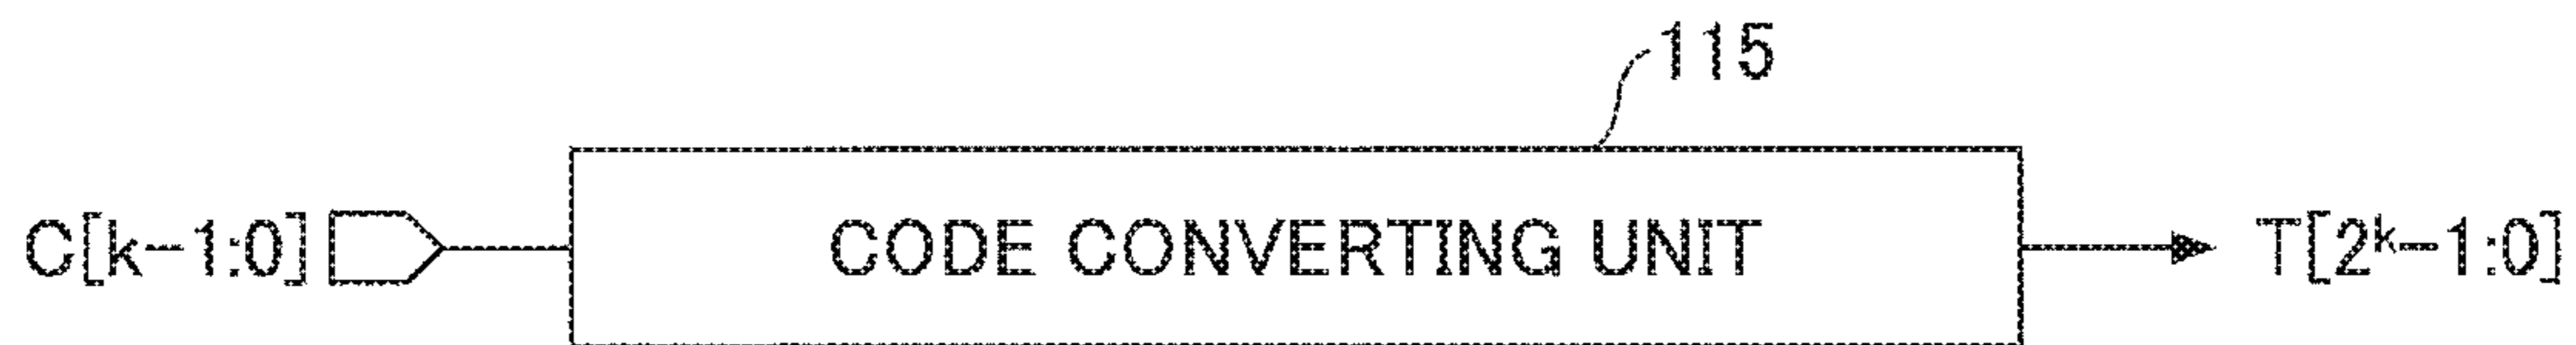 115
C[k-1:0] CODE CONVERTING UNIT T[2ᵏ-1:0]